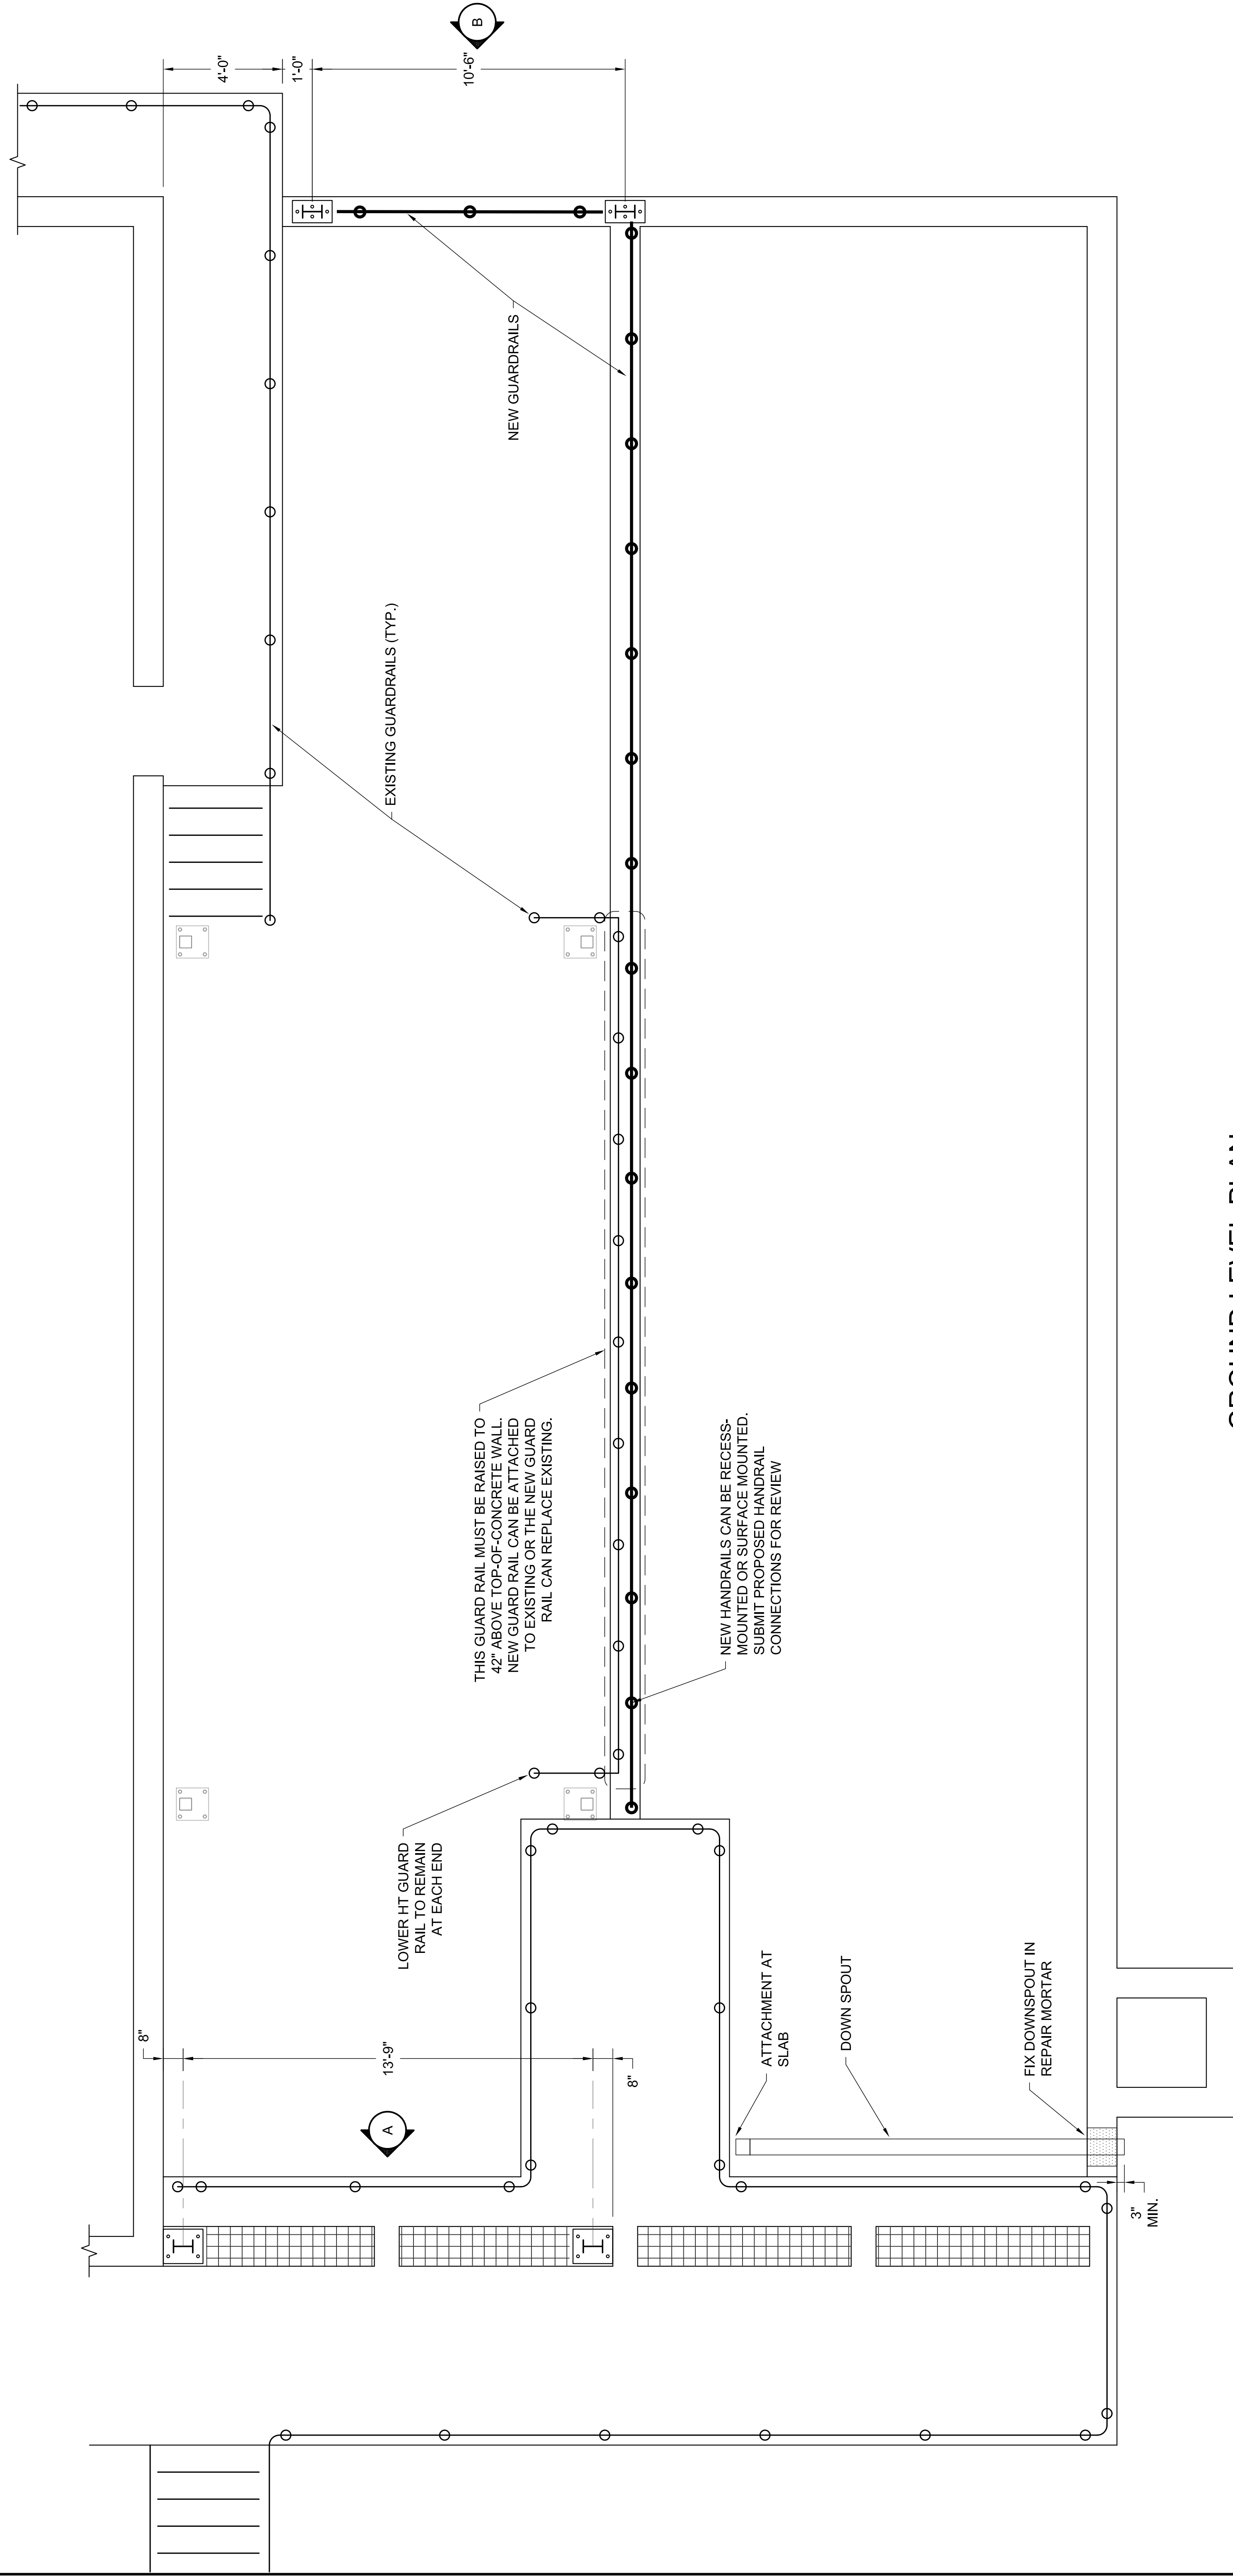 B
4'-0"
1'-0"
10'-6"
NEW GUARDRAILS
EXISTING GUARDRAILS (TYP.)
THIS GUARD RAIL MUST BE RAISED TO
42" ABOVE TOP-OF-CONCRETE WALL.
NEW GUARD RAIL CAN BE ATTACHED
TO EXISTING OR THE NEW GUARD
RAIL CAN REPLACE EXISTING.
NEW HANDRAILS CAN BE RECESS-
MOUNTED OR SURFACE MOUNTED.
SUBMIT PROPOSED HANDRAIL
CONNECTIONS FOR REVIEW
LOWER HT GUARD
RAIL TO REMAIN
AT EACH END
8"
13'-9"
8"
A
ATTACHMENT AT
SLAB
DOWN SPOUT
FIX DOWNSPOUT IN
REPAIR MORTAR
3"
MIN.
GROUND LEVEL PLAN